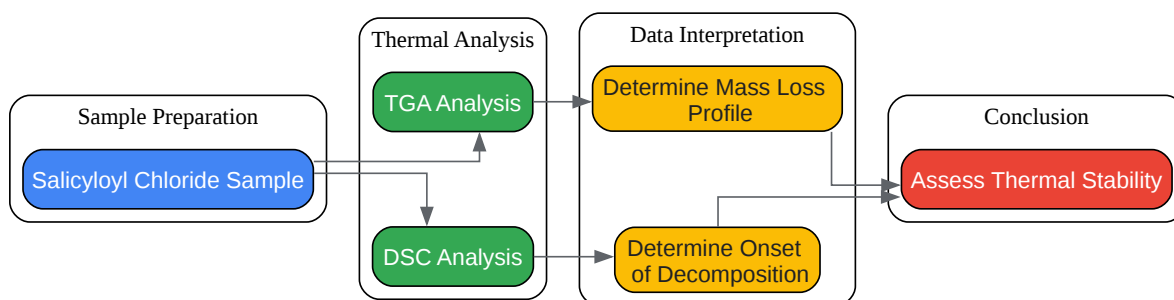 Sample Preparation
Salicyloyl Chloride Sample
Thermal Analysis
TGA Analysis
DSC Analysis
Data Interpretation
Determine Mass Loss
Profile
Determine Onset
of Decomposition
Conclusion
Assess Thermal Stability